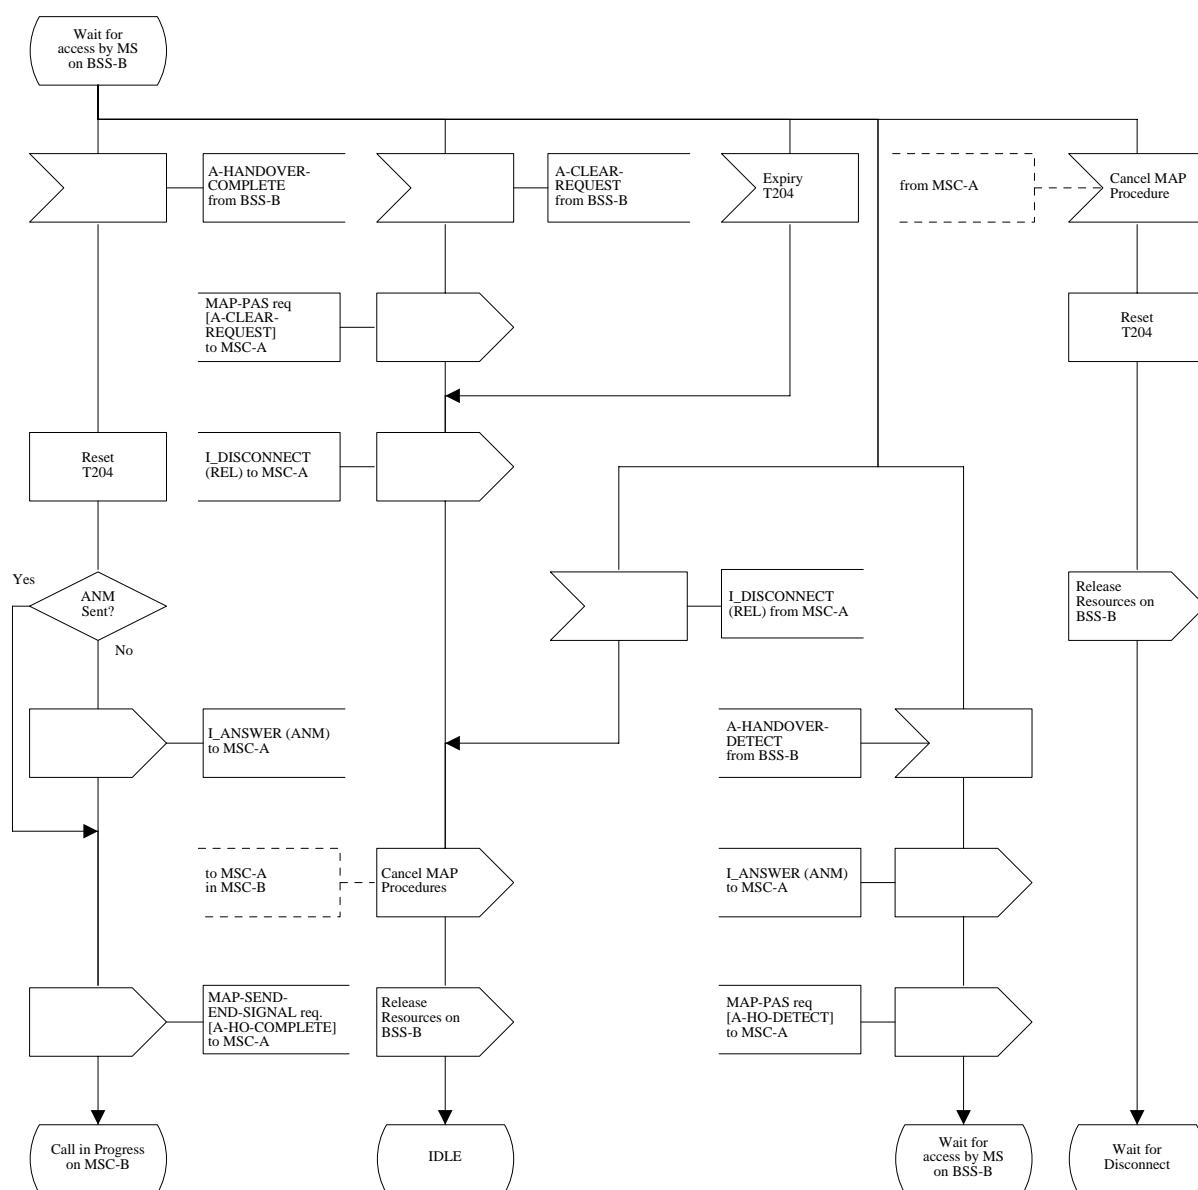 Wait for
access by MS
on BSS-B
A-HANDOVER-
COMPLETE
from BSS-B
A-CLEAR-
REQUEST
from BSS-B
Expiry
T204
from MSC-A
Cancel MAP
Procedure
MAP-PAS req
[A-CLEAR-
REQUEST]
to MSC-A
Reset
T204
Reset
T204
I_DISCONNECT
(REL) to MSC-A
Yes
ANM
Sent?
No
I_DISCONNECT
(REL) from MSC-A
Release
Resources on
BSS-B
I_ANSWER (ANM)
to MSC-A
A-HANDOVER-
DETECT
from BSS-B
to MSC-A
in MSC-B
Cancel MAP
Procedures
I_ANSWER (ANM)
to MSC-A
MAP-SEND-
END-SIGNAL req.
[A-HO-COMPLETE]
to MSC-A
Release
Resources on
BSS-B
MAP-PAS req
[A-HO-DETECT]
to MSC-A
Call in Progress
on MSC-B
IDLE
Wait for
access by MS
on BSS-B
Wait for
Disconnect